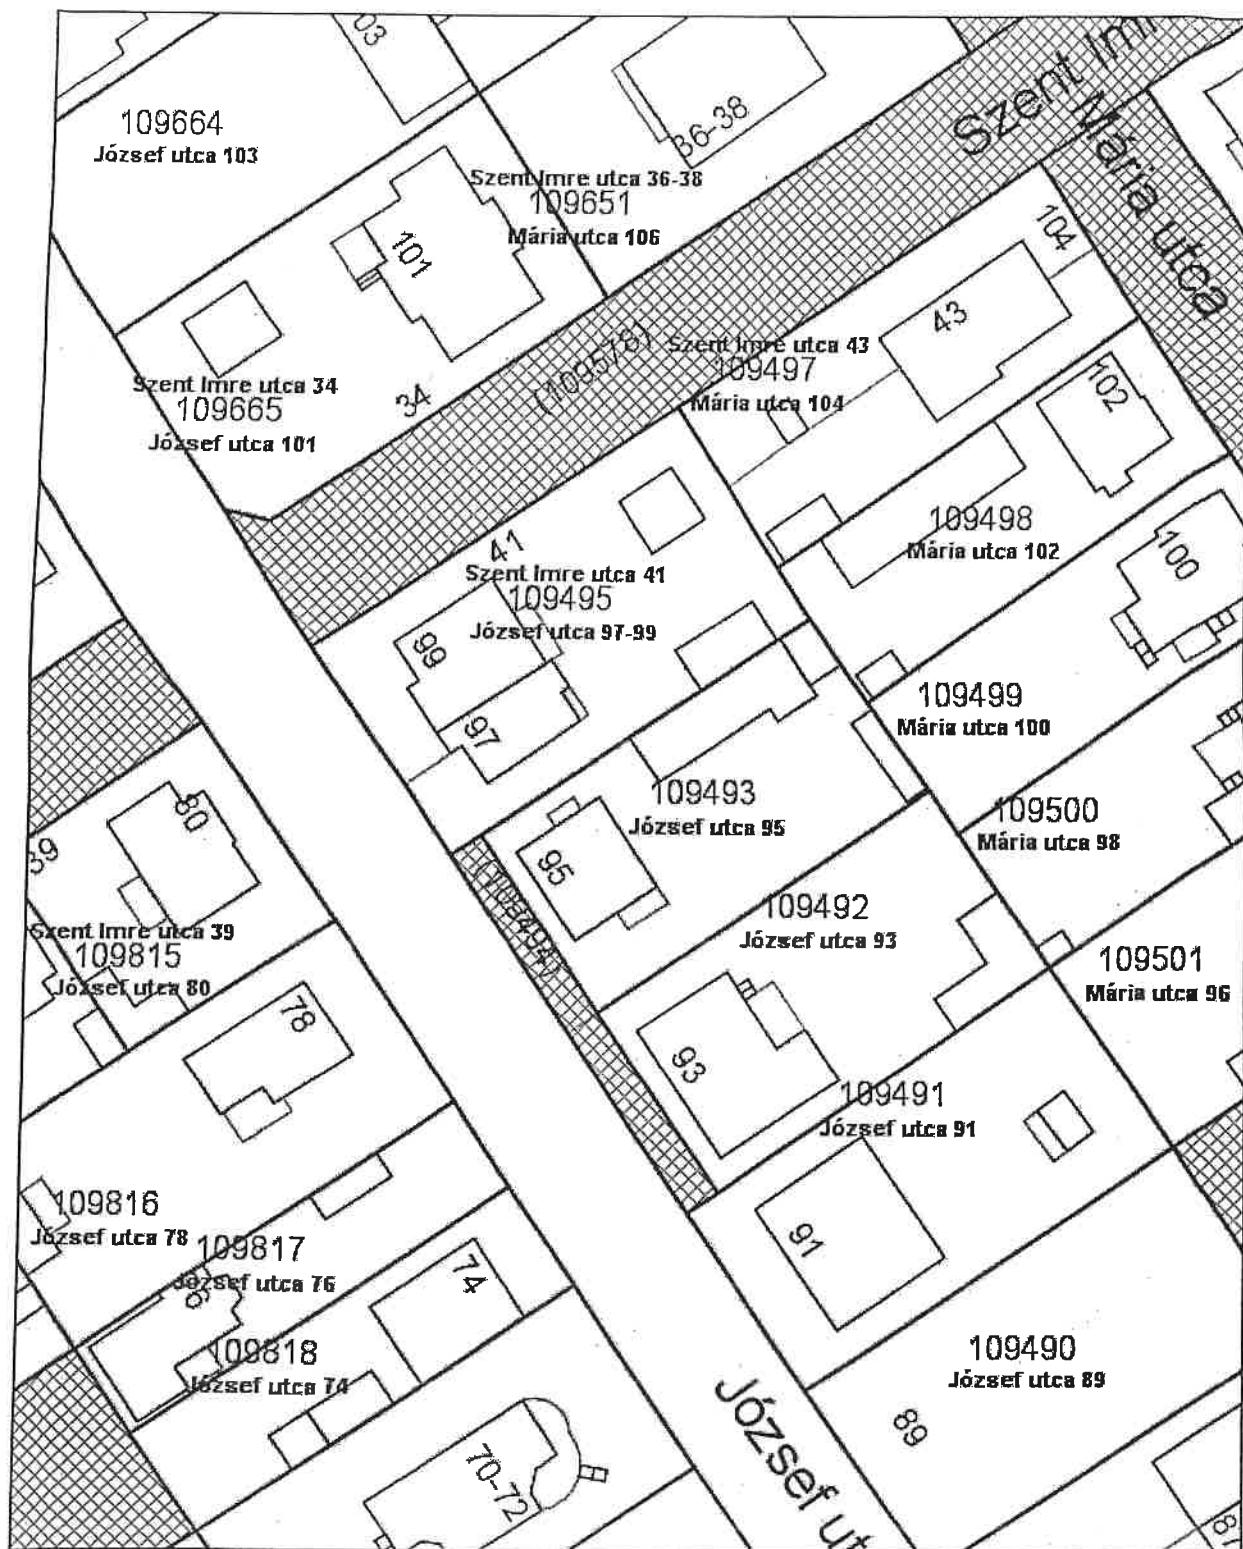 103
109664
József utca 103
36-38
Szent Imre utca 36-38
109651
Mária utca 106
Szent Imr
Mária utca
101
104
43
Szent Imre utca 34
109665
József utca 101
34
(109578)
Szent Imre utca 43
109497
Mária utca 104
102
41
Szent Imre utca 41
109495
József utca 97-99
99
97
109498
Mária utca 102
100
109499
Mária utca 100
80
39
109493
József utca 95
95
109500
Mária utca 98
(109494)
Szent Imre utca 39
109815
József utca 80
109492
József utca 93
109501
Mária utca 96
78
93
109491
József utca 91
109816
József utca 78
109817
József utca 76
91
74
109818
József utca 74
109490
József utca 89
89
70-72
József ut